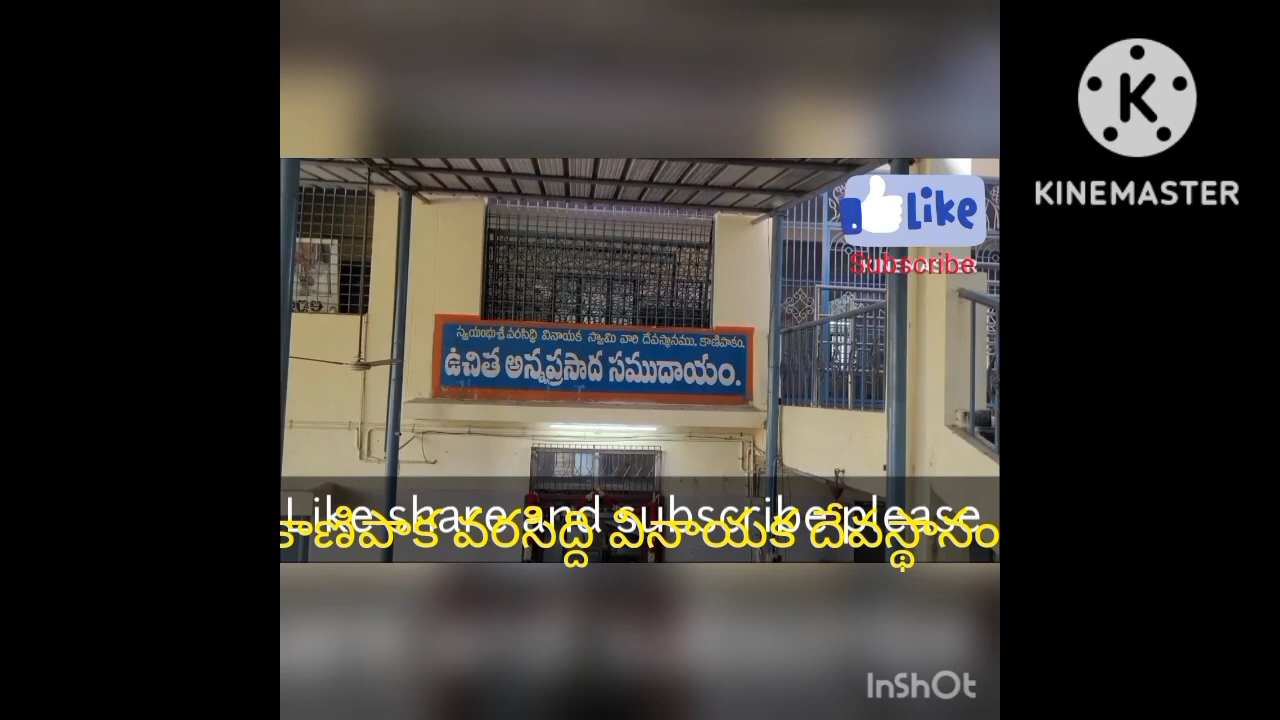 KINEMASTER
Like
Subscribe
స్వయంభు శ్రీ వరసిద్ధి వినాయక స్వామి వారి దేవస్థానము. కాణిపాకం.
ఉచిత అన్నప్రసాద సముదాయం.
Like share and subscribe please
కాణిపాక వరసిద్ది వినాయక దేవస్థానం
InShOt